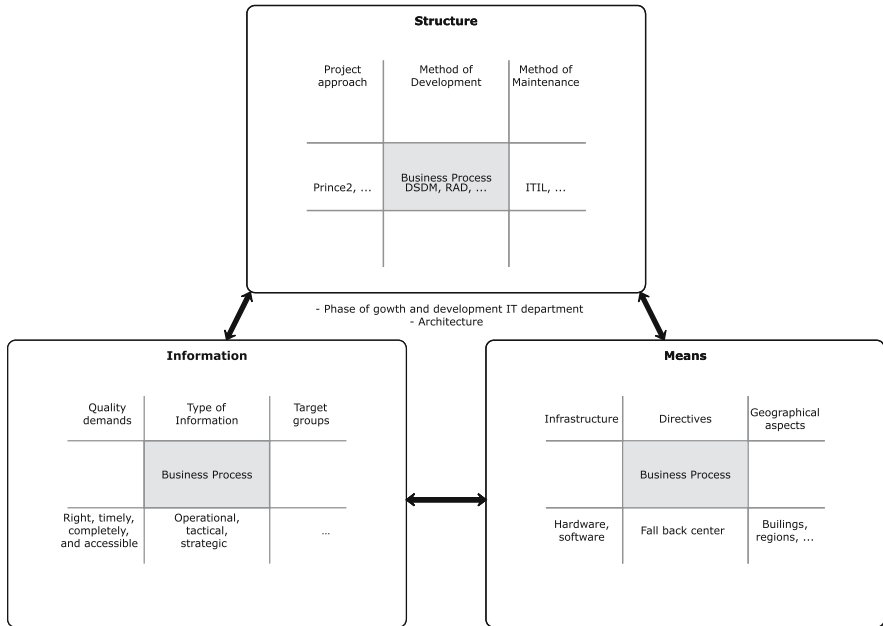 Structure
Project
approach
Method of
Development
Method of
Maintenance
Business Process
Prince2, ...
DSDM, RAD, ...
ITIL, ...
- Phase of gowth and development IT department
- Architecture
Information
Quality
demands
Type of
Information
Target
groups
Business Process
Right, timely,
completely,
and accessible
Operational,
tactical,
strategic
...
Means
Infrastructure
Directives
Geographical
aspects
Business Process
Hardware,
software
Fall back center
Builings,
regions, ...